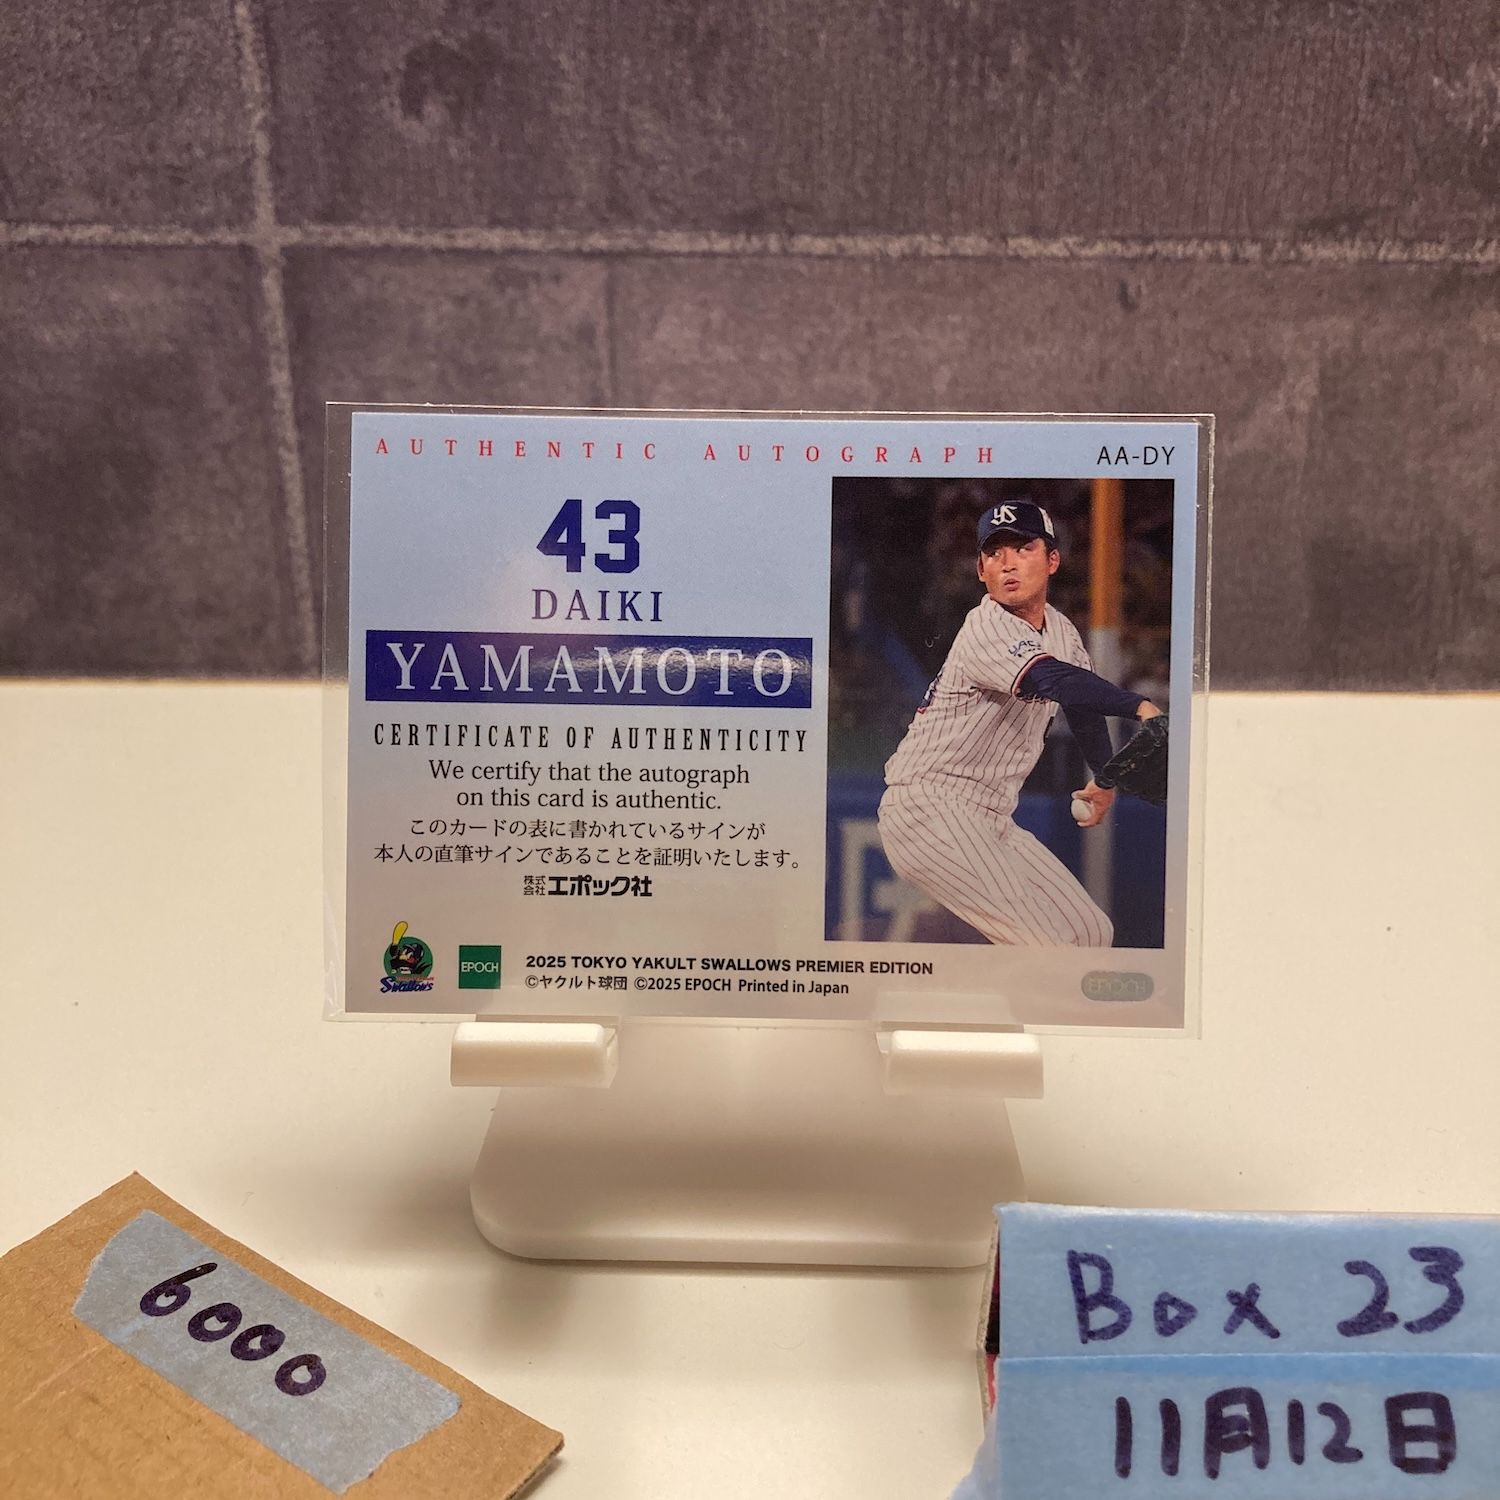 AUTHENTIC AUTOGRAPH
AA-DY
43
DAIKI
YAMAMOTO
CERTIFICATE OF AUTHENTICITY
We certify that the autograph
on this card is authentic.
このカードの表に書かれているサインが
本人の直筆サインであることを証明いたします。
株式会社エポック社
Swallows
EPOCH
2025 TOKYO YAKULT SWALLOWS PREMIER EDITION
©ヤクルト球団 ©2025 EPOCH Printed in Japan
EPOCH
YS
6000
Box 23
11月12日